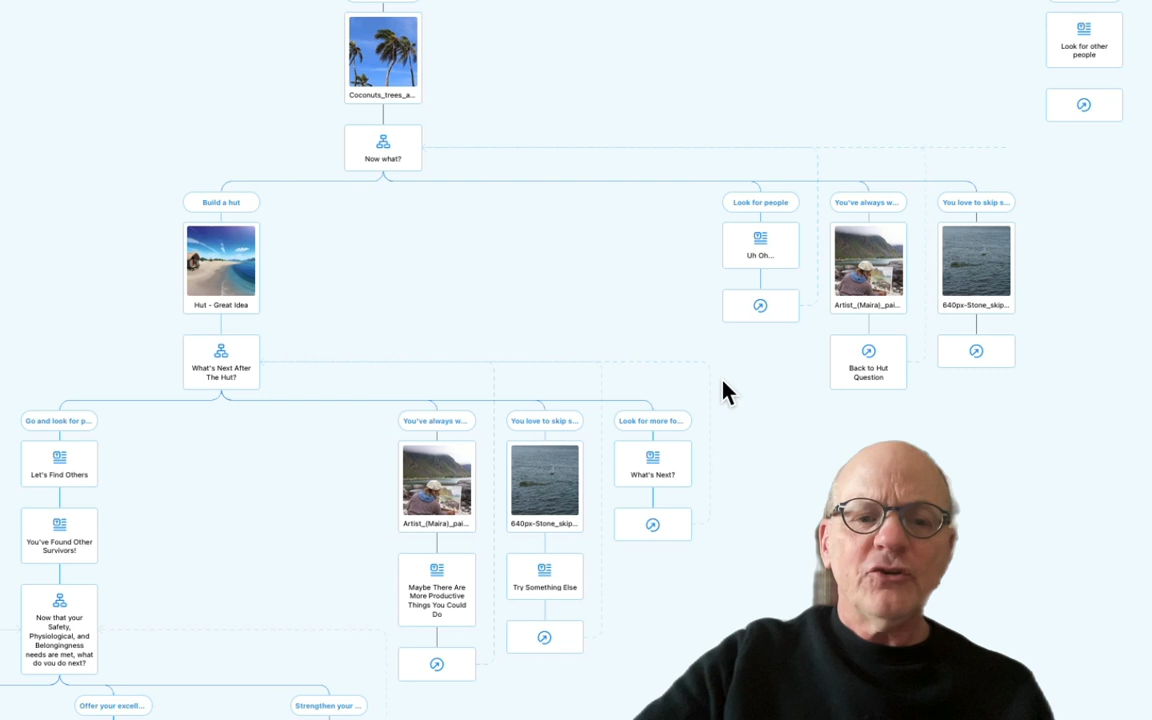 Coconuts_trees_a...
Look for other
people
Now what?
Build a hut
Look for people
You've always w...
You love to skip s...
Hut - Great Idea
Uh Oh...
Artist_(Maira)_pai...
640px-Stone_skip...
What's Next After
The Hut?
Back to Hut
Question
Go and look for p...
You've always w...
You love to skip s...
Look for more fo...
Let's Find Others
What's Next?
Artist_(Maira)_pai...
640px-Stone_skip...
You've Found Other
Survivors!
Maybe There Are
More Productive
Things You Could
Do
Try Something Else
Now that your
Safety,
Physiological, and
Belongingness
needs are met, what
do you do next?
Offer your excell...
Strengthen your ...